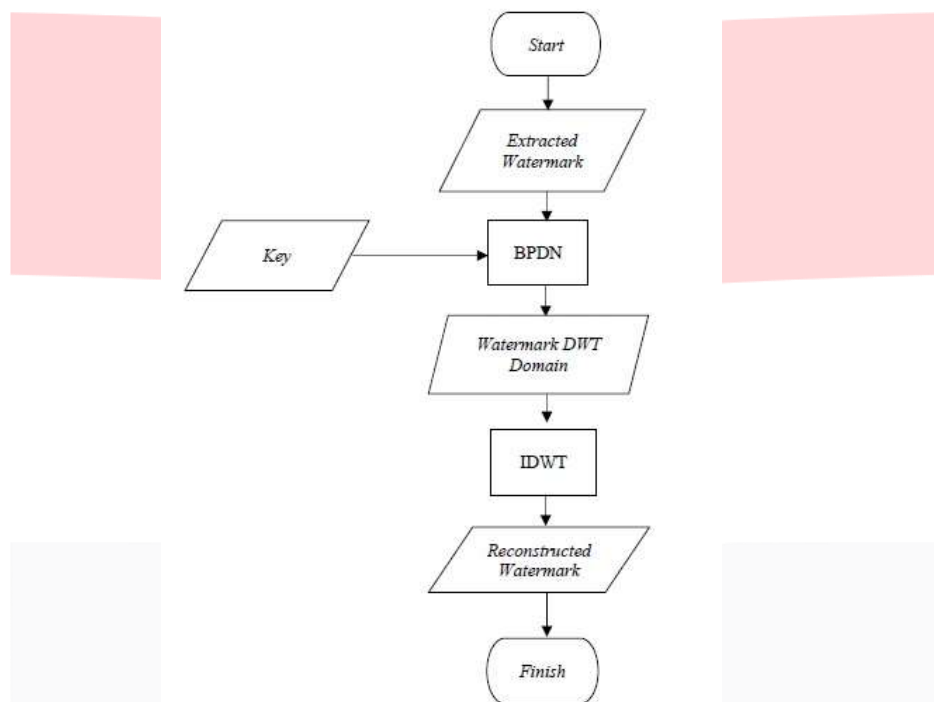 Start
Extracted
Watermark
Key
BPDN
Watermark DWT
Domain
IDWT
Reconstructed
Watermark
Finish